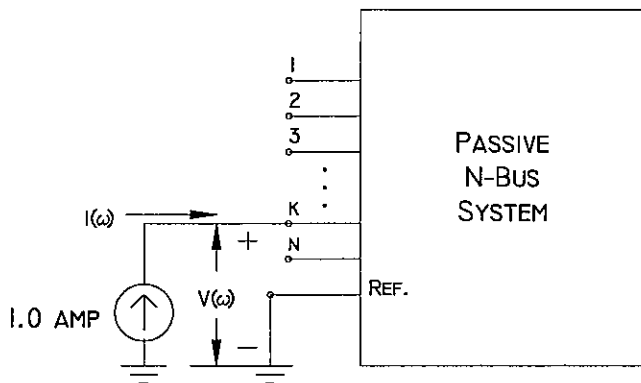 1
2
3
PASSIVE
N-BUS
SYSTEM
I(ω)
K
+
N
1.0 AMP
V(ω)
REF.
−